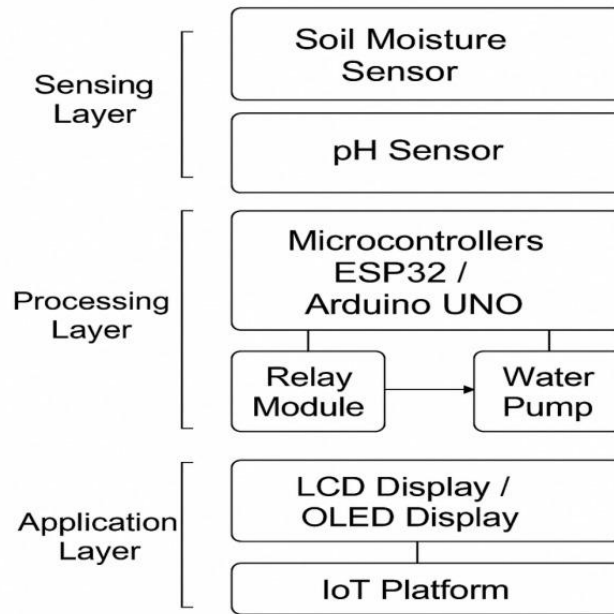 Sensing
Layer
Soil Moisture
Sensor
pH Sensor
Processing
Layer
Microcontrollers
ESP32 /
Arduino UNO
Relay
Module
Water
Pump
Application
Layer
LCD Display /
OLED Display
IoT Platform